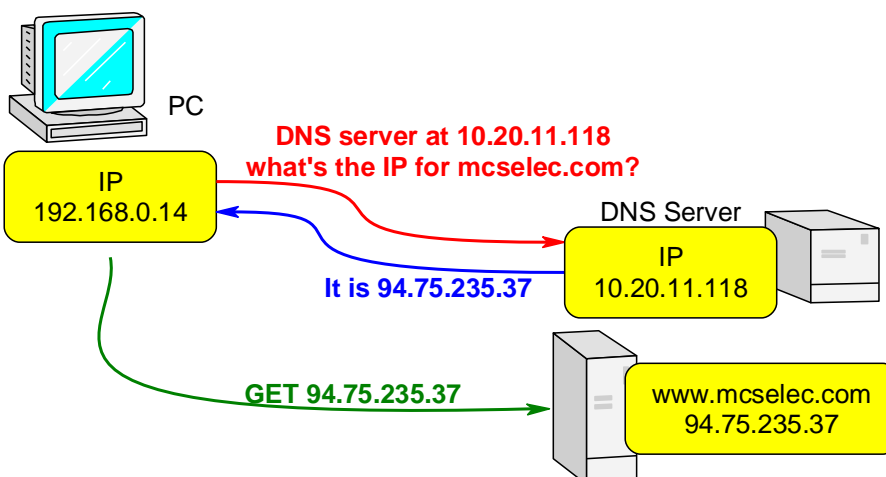 PC
DNS server at 10.20.11.118
what's the IP for mcselec.com?
IP
192.168.0.14
DNS Server
IP
10.20.11.118
It is 94.75.235.37
GET 94.75.235.37
www.mcselec.com
94.75.235.37